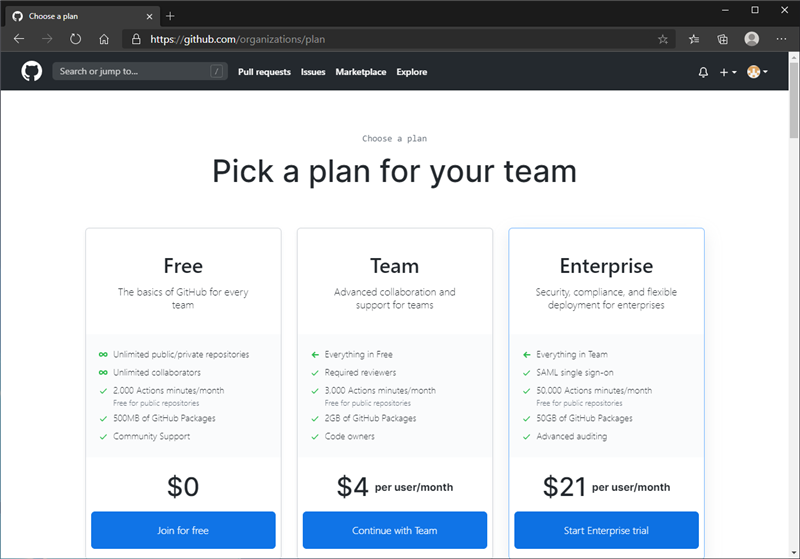 Choose a plan
https://github.com/organizations/plan
Search or jump to...
/
Pull requests
Issues
Marketplace
Explore
Choose a plan
Pick a plan for your team
Free
The basics of GitHub for every
team
Unlimited public/private repositories
Unlimited collaborators
2.000 Actions minutes/month
Free for public repositories
500MB of GitHub Packages
Community Support
$0
Join for free
Team
Advanced collaboration and
support for teams
Everything in Free
Required reviewers
3.000 Actions minutes/month
Free for public repositories
2GB of GitHub Packages
Code owners
$4 per user/month
Continue with Team
Enterprise
Security, compliance, and flexible
deployment for enterprises
Everything in Team
SAML single sign-on
50.000 Actions minutes/month
Free for public repositories
50GB of GitHub Packages
Advanced auditing
$21 per user/month
Start Enterprise trial